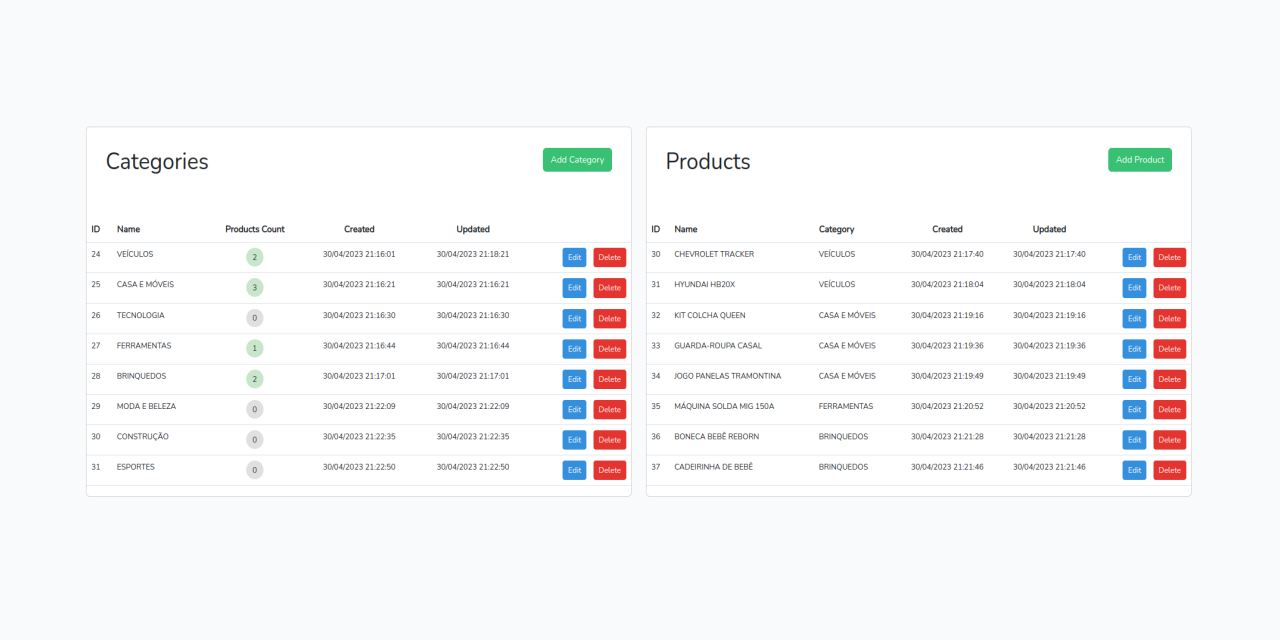 Categories
Add Category
ID Name Products Count Created Updated
24 VEÍCULOS 2 30/04/2023 21:16:01 30/04/2023 21:18:21 Edit Delete
25 CASA E MÓVEIS 3 30/04/2023 21:16:21 30/04/2023 21:16:21 Edit Delete
26 TECNOLOGIA 0 30/04/2023 21:16:30 30/04/2023 21:16:30 Edit Delete
27 FERRAMENTAS 1 30/04/2023 21:16:44 30/04/2023 21:16:44 Edit Delete
28 BRINQUEDOS 2 30/04/2023 21:17:01 30/04/2023 21:17:01 Edit Delete
29 MODA E BELEZA 0 30/04/2023 21:22:09 30/04/2023 21:22:09 Edit Delete
30 CONSTRUÇÃO 0 30/04/2023 21:22:35 30/04/2023 21:22:35 Edit Delete
31 ESPORTES 0 30/04/2023 21:22:50 30/04/2023 21:22:50 Edit Delete
Products
Add Product
ID Name Category Created Updated
30 CHEVROLET TRACKER VEÍCULOS 30/04/2023 21:17:40 30/04/2023 21:17:40 Edit Delete
31 HYUNDAI HB20X VEÍCULOS 30/04/2023 21:18:04 30/04/2023 21:18:04 Edit Delete
32 KIT COLCHA QUEEN CASA E MÓVEIS 30/04/2023 21:19:16 30/04/2023 21:19:16 Edit Delete
33 GUARDA-ROUPA CASAL CASA E MÓVEIS 30/04/2023 21:19:36 30/04/2023 21:19:36 Edit Delete
34 JOGO PANELAS TRAMONTINA CASA E MÓVEIS 30/04/2023 21:19:49 30/04/2023 21:19:49 Edit Delete
35 MÁQUINA SOLDA MIG 150A FERRAMENTAS 30/04/2023 21:20:52 30/04/2023 21:20:52 Edit Delete
36 BONECA BEBÊ REBORN BRINQUEDOS 30/04/2023 21:21:28 30/04/2023 21:21:28 Edit Delete
37 CADEIRINHA DE BEBÊ BRINQUEDOS 30/04/2023 21:21:46 30/04/2023 21:21:46 Edit Delete